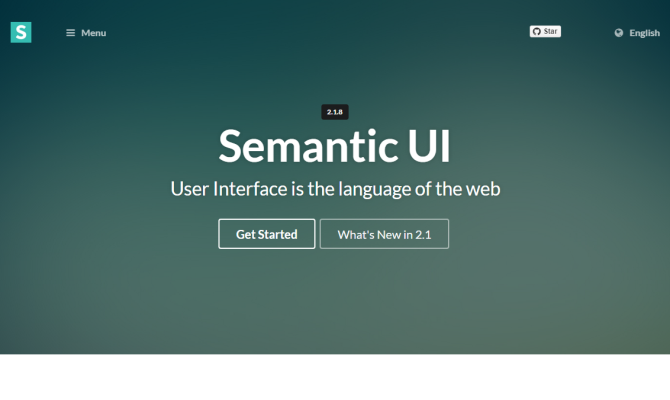 S
Menu
Star
English
2.1.8
Semantic UI
User Interface is the language of the web
Get Started
What's New in 2.1